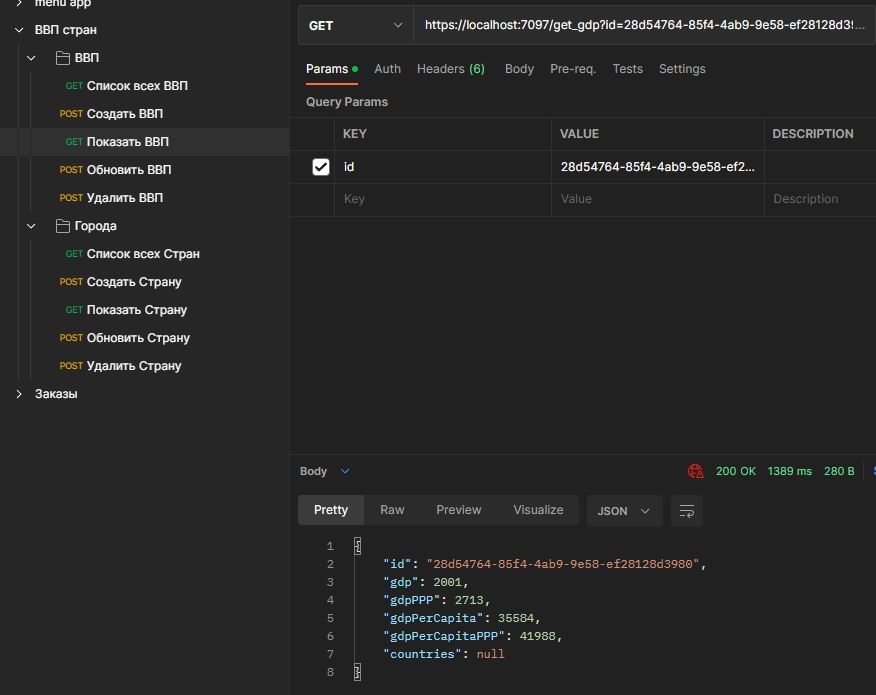 menu app
ВВП стран
ВВП
GET Список всех ВВП
POST Создать ВВП
GET Показать ВВП
POST Обновить ВВП
POST Удалить ВВП
Города
GET Список всех Стран
POST Создать Страну
GET Показать Страну
POST Обновить Страну
POST Удалить Страну
Заказы
GET https://localhost:7097/get_gdp?id=28d54764-85f4-4ab9-9e58-ef28128d3...
Params Auth Headers (6) Body Pre-req. Tests Settings
Query Params
KEY VALUE DESCRIPTION
id 28d54764-85f4-4ab9-9e58-ef2...
Key Value Description
Body 200 OK 1389 ms 280 B
Pretty Raw Preview Visualize JSON
1 {
2 "id": "28d54764-85f4-4ab9-9e58-ef28128d3980",
3 "gdp": 2001,
4 "gdpPPP": 2713,
5 "gdpPerCapita": 35584,
6 "gdpPerCapitaPPP": 41988,
7 "countries": null
8 }